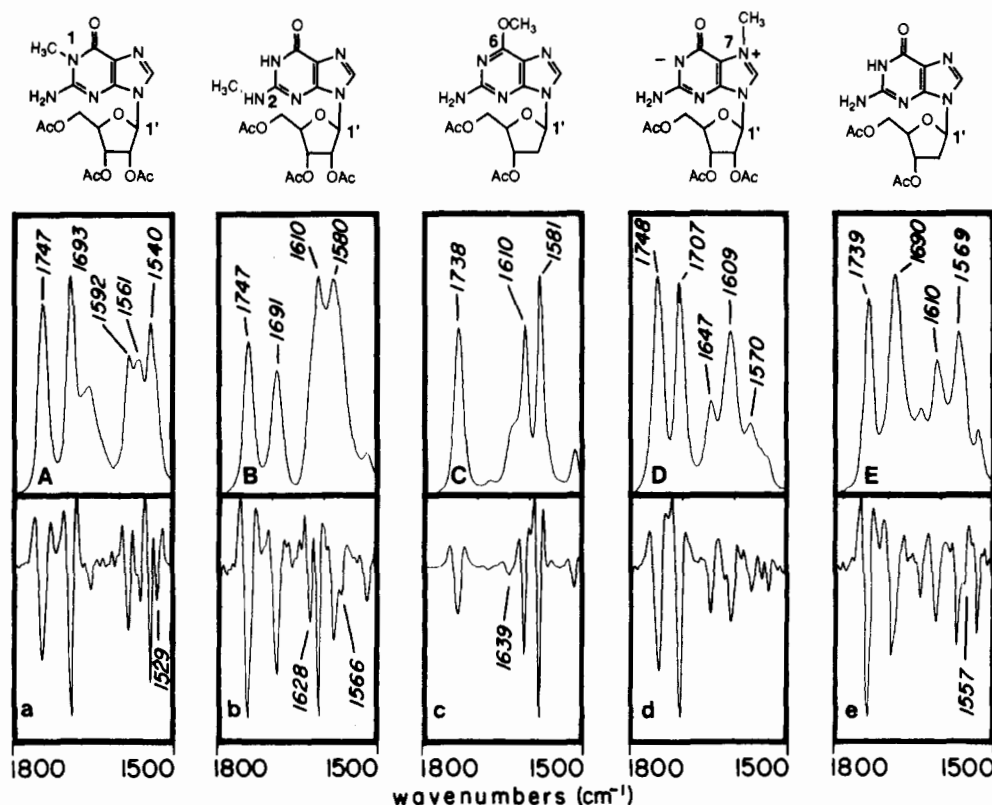 O
H₃C
1
N
N
N
N
H₂N
O
AcO
1'
AcO
OAc
O
HN
N
H₃C
HN
2
N
N
O
AcO
1'
AcO
OAc
OCH₃
6
N
N
H₂N
N
N
O
AcO
1'
AcO
O
CH₃
7
– N
N +
H₂N
N
N
O
AcO
1'
AcO
OAc
O
HN
N
H₂N
N
N
O
AcO
1'
AcO
1747
1693
1592
1561
1540
A
1747
1691
1610
1580
B
1738
1610
1581
C
1748
1707
1647
1609
1570
D
1739
1690
1610
1569
E
1529
a
1628
1566
b
1639
c
d
1557
e
1800 1500 1800 1500 1800 1500 1800 1500 1800 1500
wavenumbers (cm⁻¹)